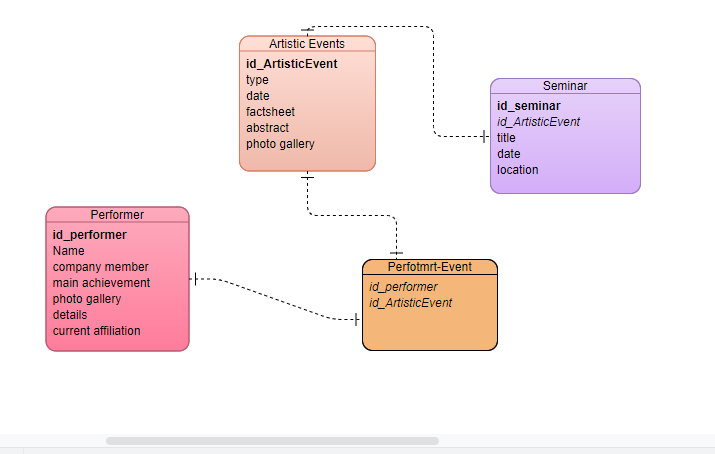 Artistic Events
id_ArtisticEvent
type
date
factsheet
abstract
photo gallery
Seminar
id_seminar
id_ArtisticEvent
title
date
location
Performer
id_performer
Name
company member
main achievement
photo gallery
details
current affiliation
Perfotmrt-Event
id_performer
id_ArtisticEvent